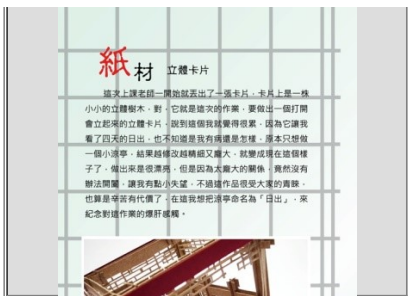 紙材 立體卡片
這次上課老師一開始就丟出了一張卡片，卡片上是一株
小小的立體樹木，對，它就是這次的作業，要做出一個打開
會立起來的立體卡片，說到這個我就覺得很累，因為它讓我
看了四天的日出，也不知道是我有病還是怎樣，原本只想做
一個小涼亭，結果越修改越精細又龐大，就變成現在這個樣
子了，做出來是很漂亮，但是因為太龐大的關係，竟然沒有
辦法開闔，讓我有點小失望，不過這作品很受大家的青睞，
也算是辛苦有代價了，在這我想把涼亭命名為「日出」，來
紀念對這作業的爆肝感觸。